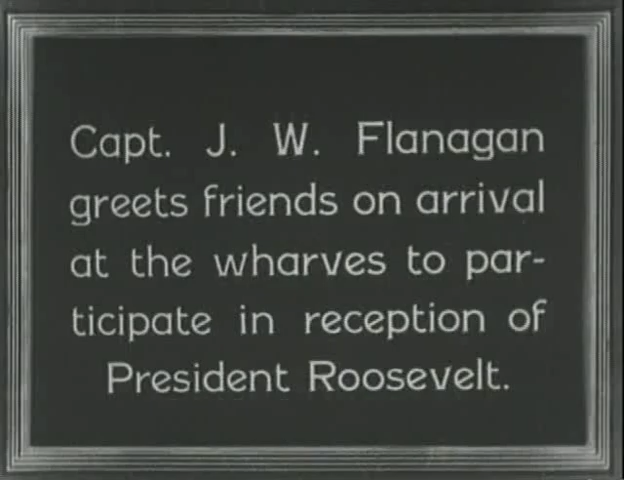 Capt. J. W. Flanagan
greets friends on arrival
at the wharves to par-
ticipate in reception of
President Roosevelt.